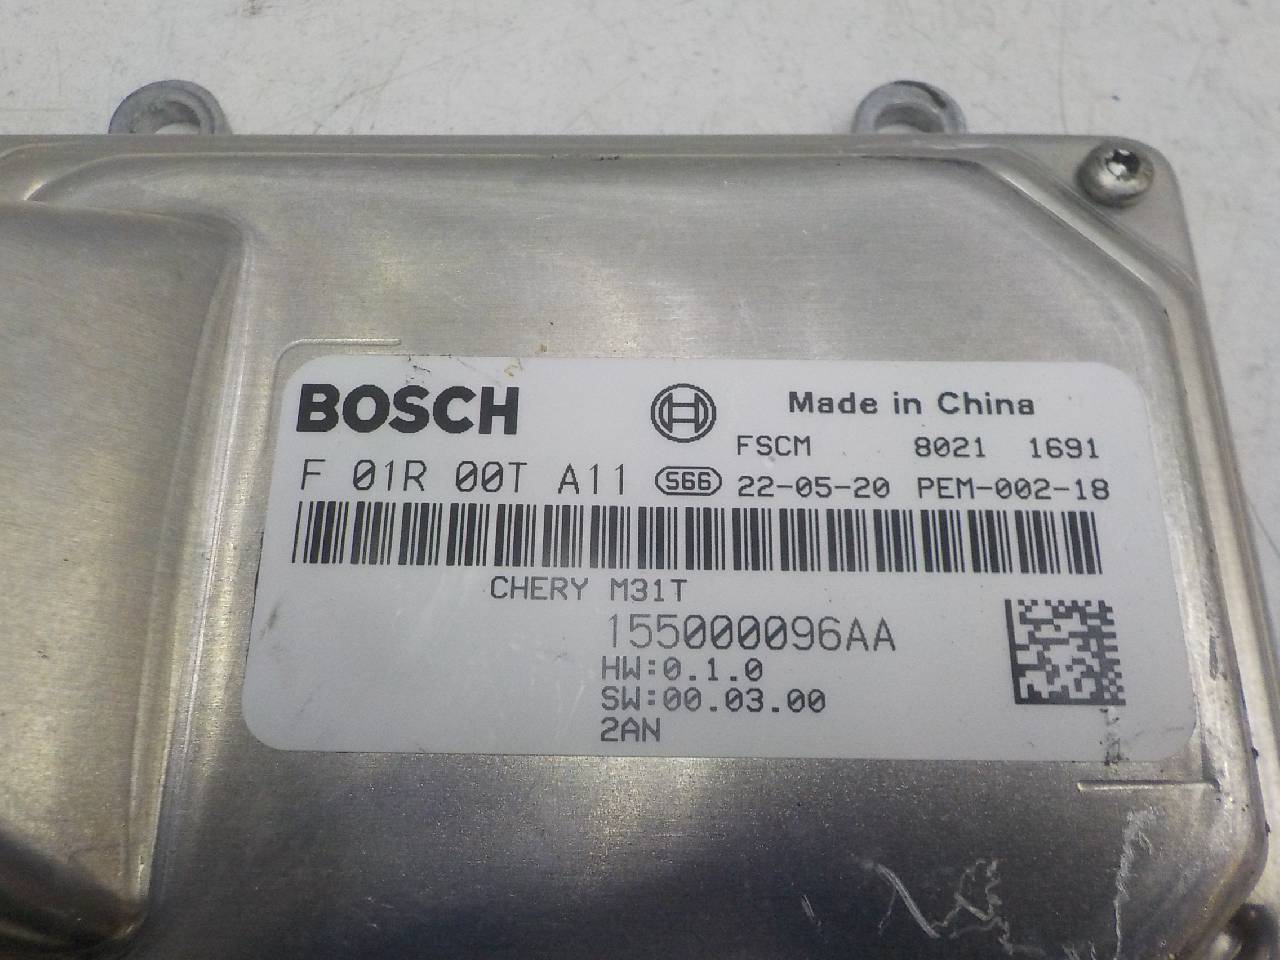 BOSCH
Made in China
FSCM 8021 1691
F 01R 00T A11 S66 22-05-20 PEM-002-18
CHERY M31T
155000096AA
HW:0.1.0
SW:00.03.00
2AN